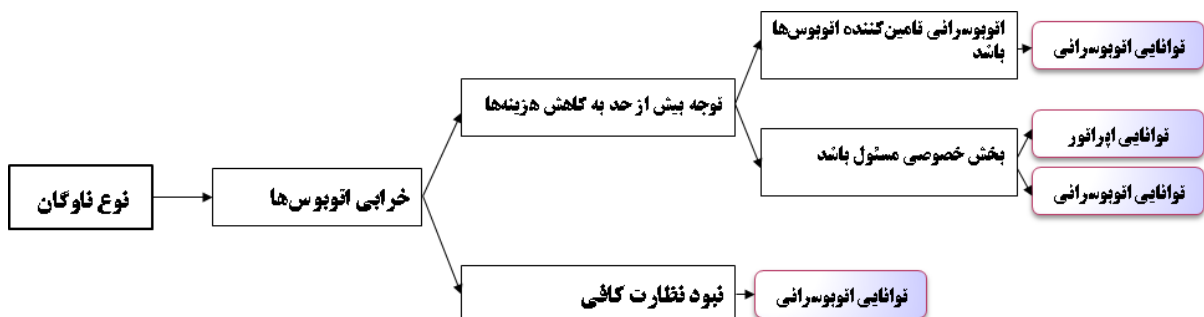 اتوبوسرانی تامین‌کننده اتوبوس‌ها
باشد
توانایی اتوبوسرانی
توجه بیش از حد به کاهش هزینه‌ها
بخش خصوصی مسئول باشد
توانایی اپراتور
توانایی اتوبوسرانی
نوع ناوگان
خرابی اتوبوس‌ها
نبود نظارت کافی
توانایی اتوبوسرانی